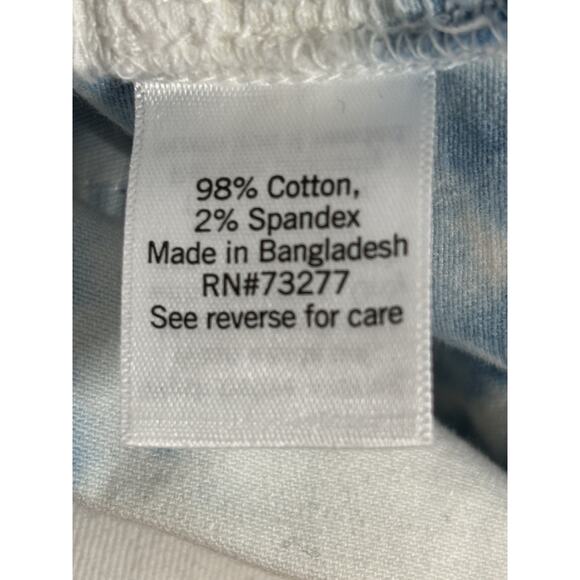 98% Cotton,
2% Spandex
Made in Bangladesh
RN#73277
See reverse for care